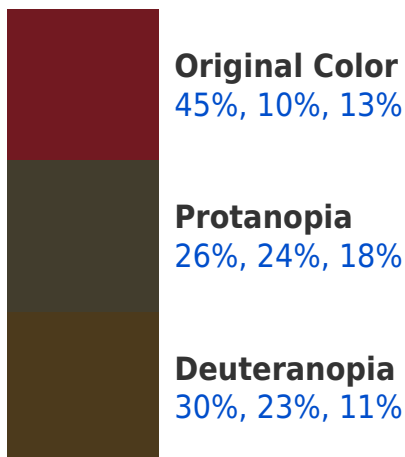 Original Color
45%, 10%, 13%
Protanopia
26%, 24%, 18%
Deuteranopia
30%, 23%, 11%